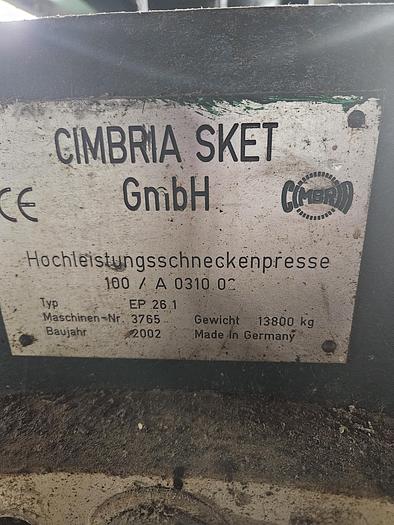 CIMBRIA SKET
GmbH
CIMBRIA
CE
Hochleistungsschneckenpresse
100 / A 0310.02
Typ EP 26.1
Maschinen-Nr. 3765 Gewicht 13800 kg
Baujahr 2002 Made In Germany